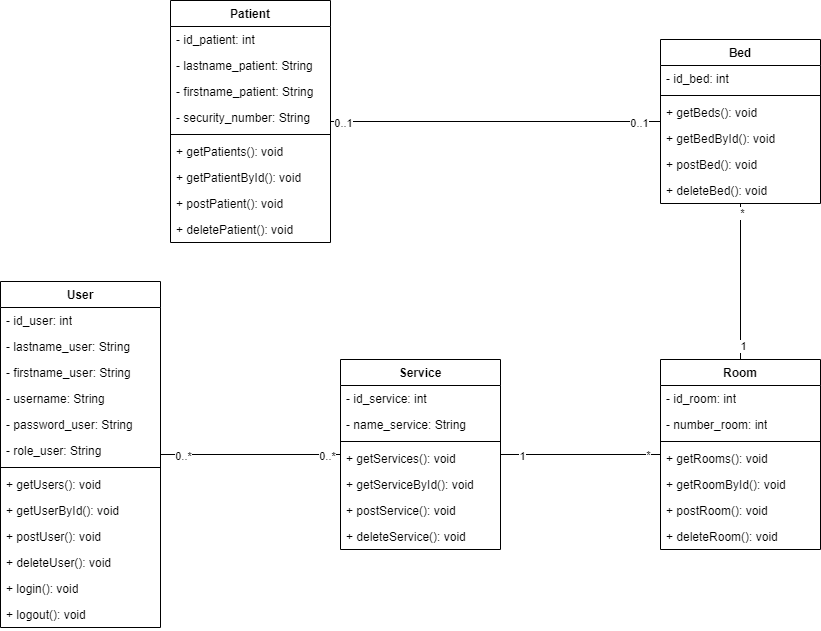 Patient
- id_patient: int
- lastname_patient: String
- firstname_patient: String
- security_number: String
+ getPatients(): void
+ getPatientById(): void
+ postPatient(): void
+ deletePatient(): void
0..1
0..1
Bed
- id_bed: int
+ getBeds(): void
+ getBedById(): void
+ postBed(): void
+ deleteBed(): void
*
1
User
- id_user: int
- lastname_user: String
- firstname_user: String
- username: String
- password_user: String
- role_user: String
+ getUsers(): void
+ getUserById(): void
+ postUser(): void
+ deleteUser(): void
+ login(): void
+ logout(): void
0..*
0..*
Service
- id_service: int
- name_service: String
+ getServices(): void
+ getServiceById(): void
+ postService(): void
+ deleteService(): void
1
*
Room
- id_room: int
- number_room: int
+ getRooms(): void
+ getRoomById(): void
+ postRoom(): void
+ deleteRoom(): void